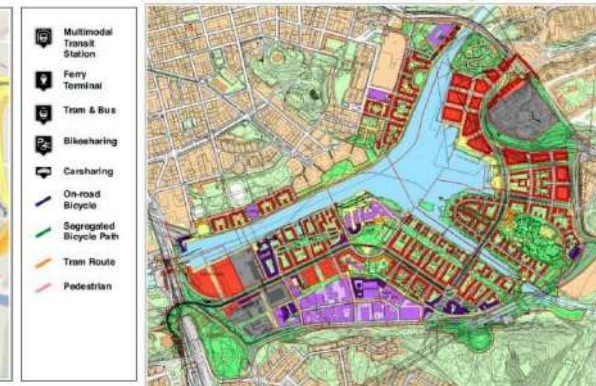 Multimodal
Transit
Station
Ferry
Terminal
Tram & Bus
Bikesharing
Carsharing
On-road
Bicycle
Segregated
Bicycle Path
Tram Route
Pedestrian